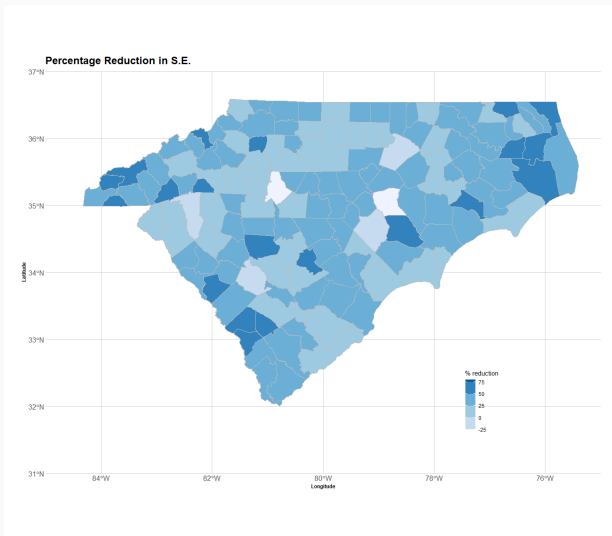 Percentage Reduction in S.E.
37°N
36°N
35°N
34°N
33°N
32°N
31°N
Latitude
84°W 82°W 80°W 78°W 76°W
Longitude
% reduction
75
50
25
0
-25